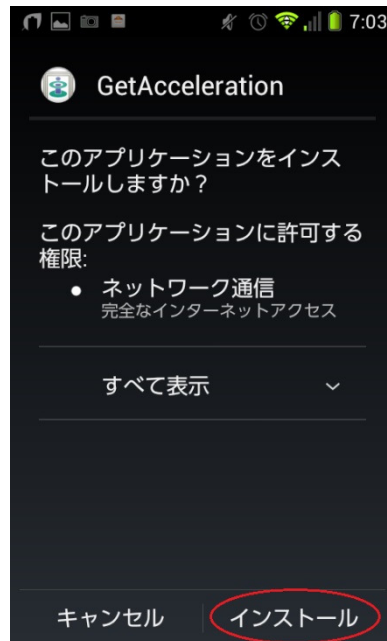 7:03
GetAcceleration
このアプリケーションをインス
トールしますか？
このアプリケーションに許可する
権限:
● ネットワーク通信
完全なインターネットアクセス
すべて表示
キャンセル インストール